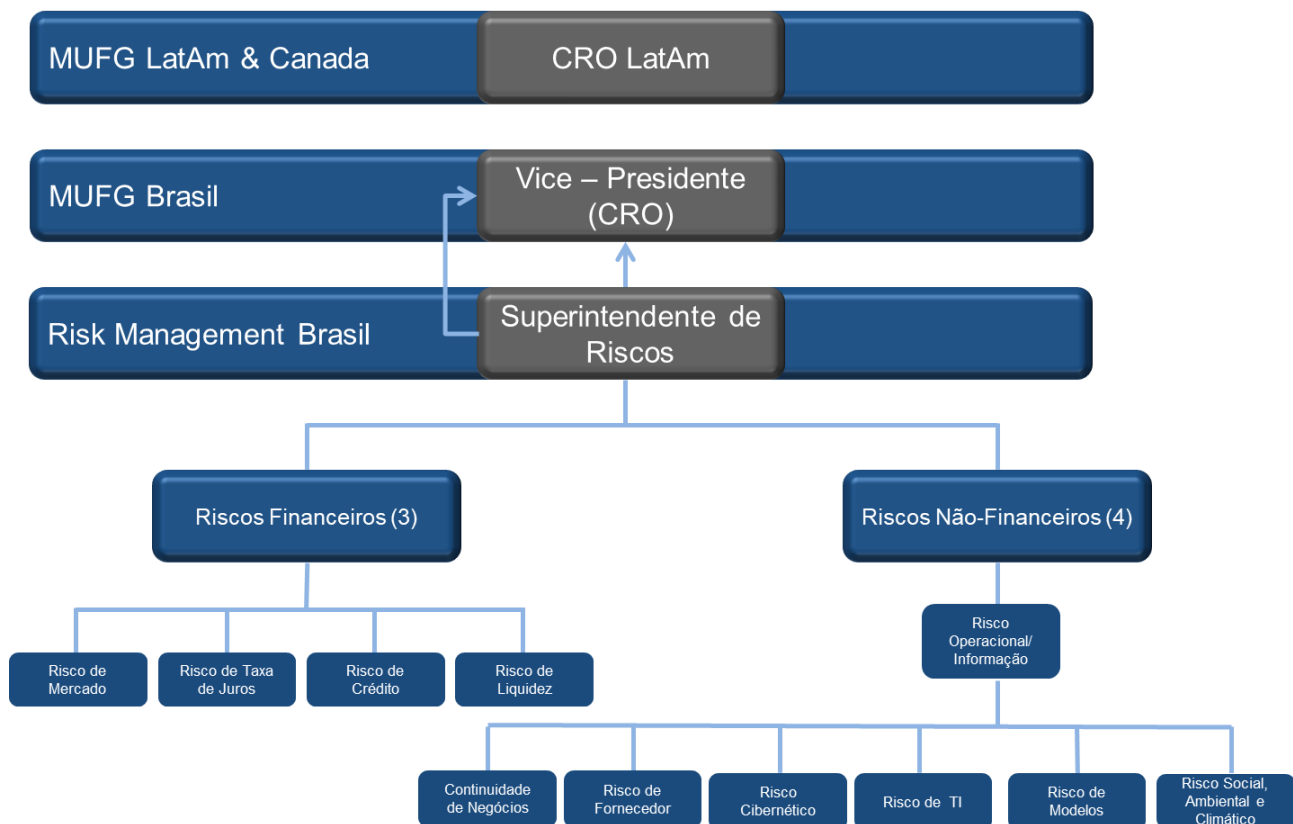 MUFG LatAm & Canada
CRO LatAm
MUFG Brasil
Vice – Presidente
(CRO)
Risk Management Brasil
Superintendente de
Riscos
Riscos Financeiros (3)
Riscos Não-Financeiros (4)
Risco
Operacional/
Informação
Risco de
Mercado
Risco de Taxa
de Juros
Risco de
Crédito
Risco de
Liquidez
Continuidade
de Negócios
Risco de
Fornecedor
Risco
Cibernético
Risco de TI
Risco de
Modelos
Risco Social,
Ambiental e
Climático